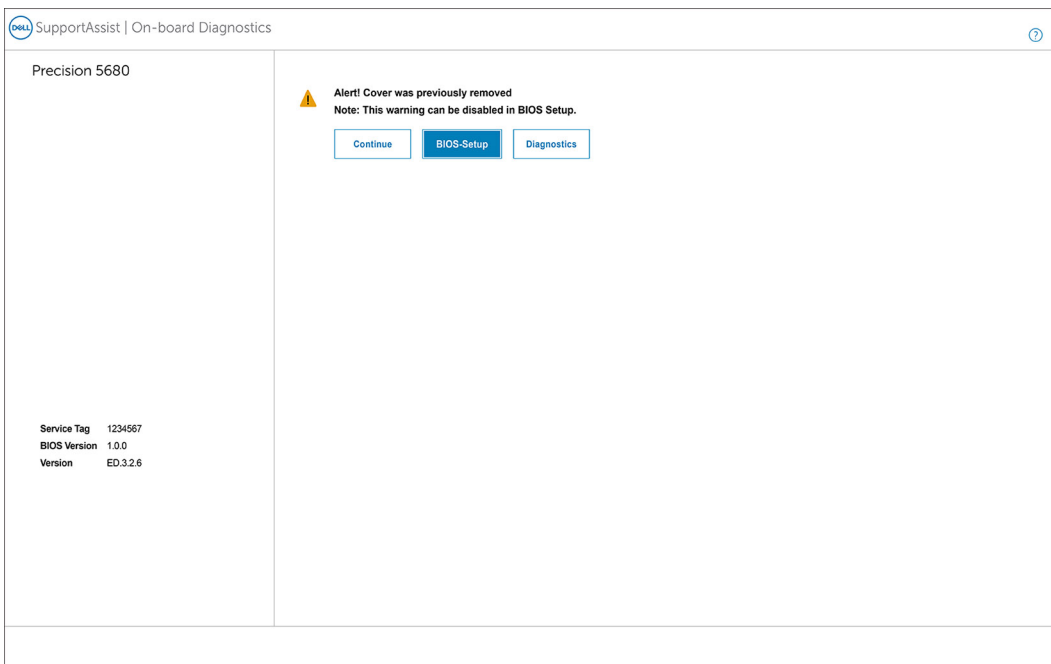 DELL SupportAssist | On-board Diagnostics
?
Precision 5680
Alert! Cover was previously removed
Note: This warning can be disabled in BIOS Setup.
Continue BIOS-Setup Diagnostics
Service Tag 1234567
BIOS Version 1.0.0
Version ED.3.2.6